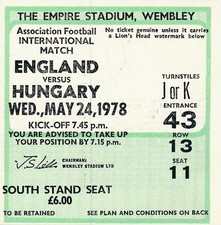 THE EMPIRE STADIUM, WEMBLEY
Association Football
INTERNATIONAL
MATCH
No ticket genuine unless it carries
a Lion's Head watermark below
ENGLAND
VERSUS
HUNGARY
WED., MAY 24, 1978
KICK-OFF 7.45 p.m.
YOU ARE ADVISED TO TAKE UP
YOUR POSITION BY 7.15 p.m.
TURNSTILES
J or K
ENTRANCE
43
ROW
13
SEAT
11
CHAIRMAN:
WEMBLEY STADIUM LTD
SOUTH STAND SEAT
£6.00
TO BE RETAINED
SEE PLAN AND CONDITIONS ON BACK